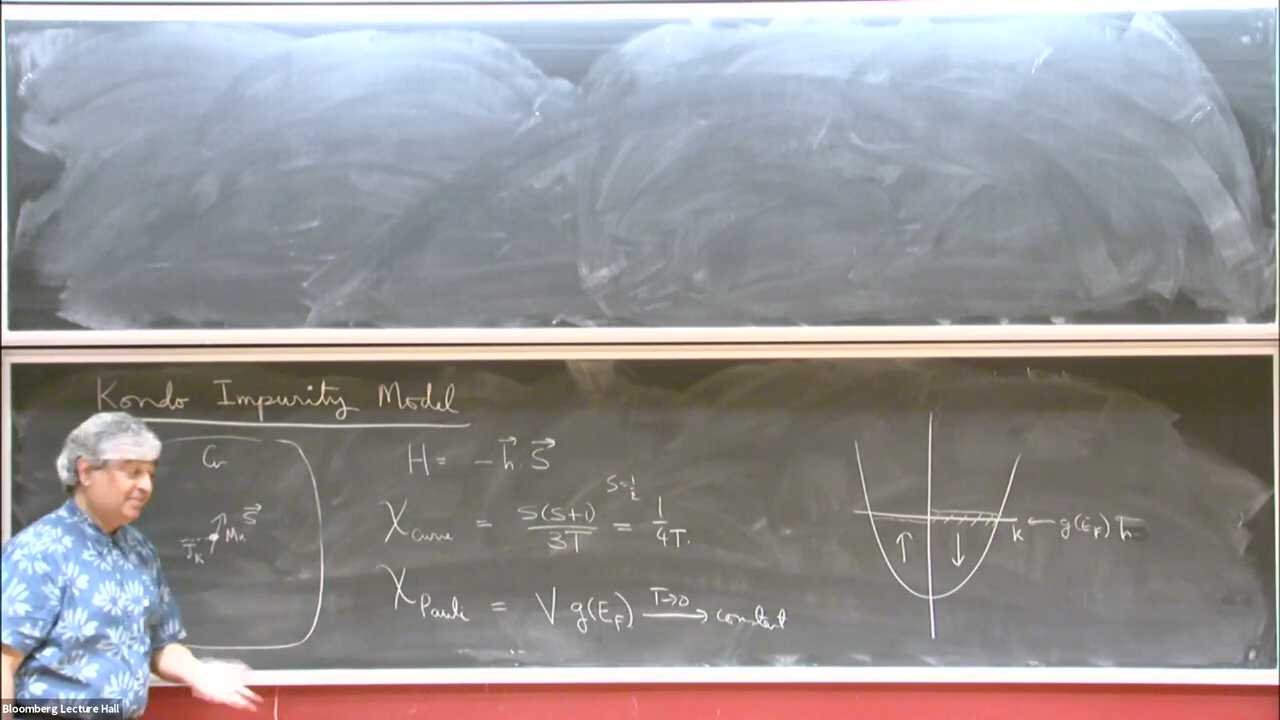 Kondo Impurity Model
Cu
S⃗
Mn
J_K
H = -h⃗·S⃗
χ_Curie = S(S+1)/3T = 1/4T.
S=1/2
χ_Pauli = V g(E_F) T→0 → constant
↑ ↓
k ← g(E_F) h
Bloomberg Lecture Hall